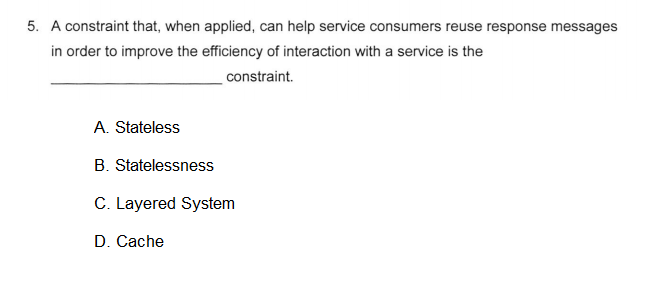 5. A constraint that, when applied, can help service consumers reuse response messages
in order to improve the efficiency of interaction with a service is the
____________________ constraint.
A. Stateless
B. Statelessness
C. Layered System
D. Cache